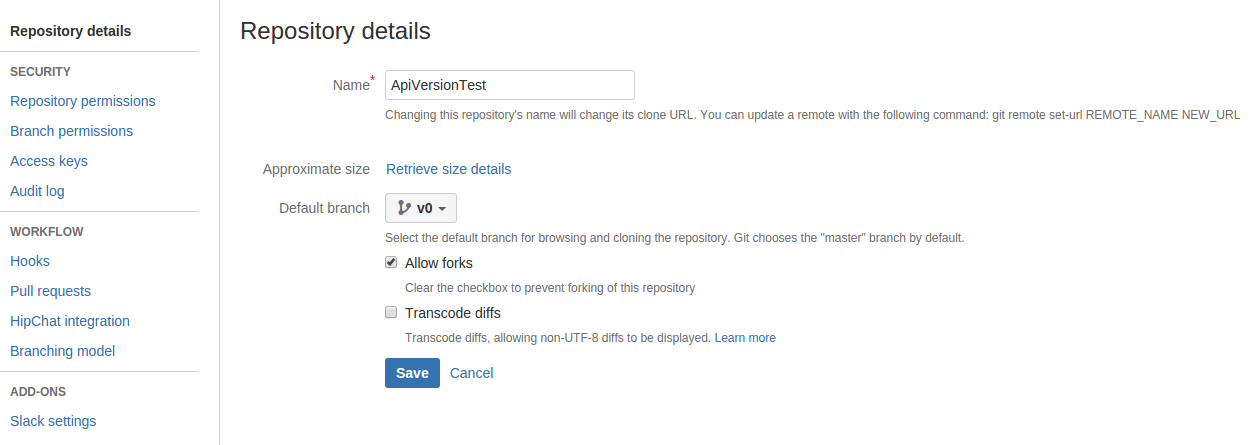 Repository details
SECURITY
Repository permissions
Branch permissions
Access keys
Audit log
WORKFLOW
Hooks
Pull requests
HipChat integration
Branching model
ADD-ONS
Slack settings
Repository details
Name*
ApiVersionTest
Changing this repository's name will change its clone URL. You can update a remote with the following command: git remote set-url REMOTE_NAME NEW_URL
Approximate size Retrieve size details
Default branch v0
Select the default branch for browsing and cloning the repository. Git chooses the "master" branch by default.
Allow forks
Clear the checkbox to prevent forking of this repository
Transcode diffs
Transcode diffs, allowing non-UTF-8 diffs to be displayed. Learn more
Save Cancel